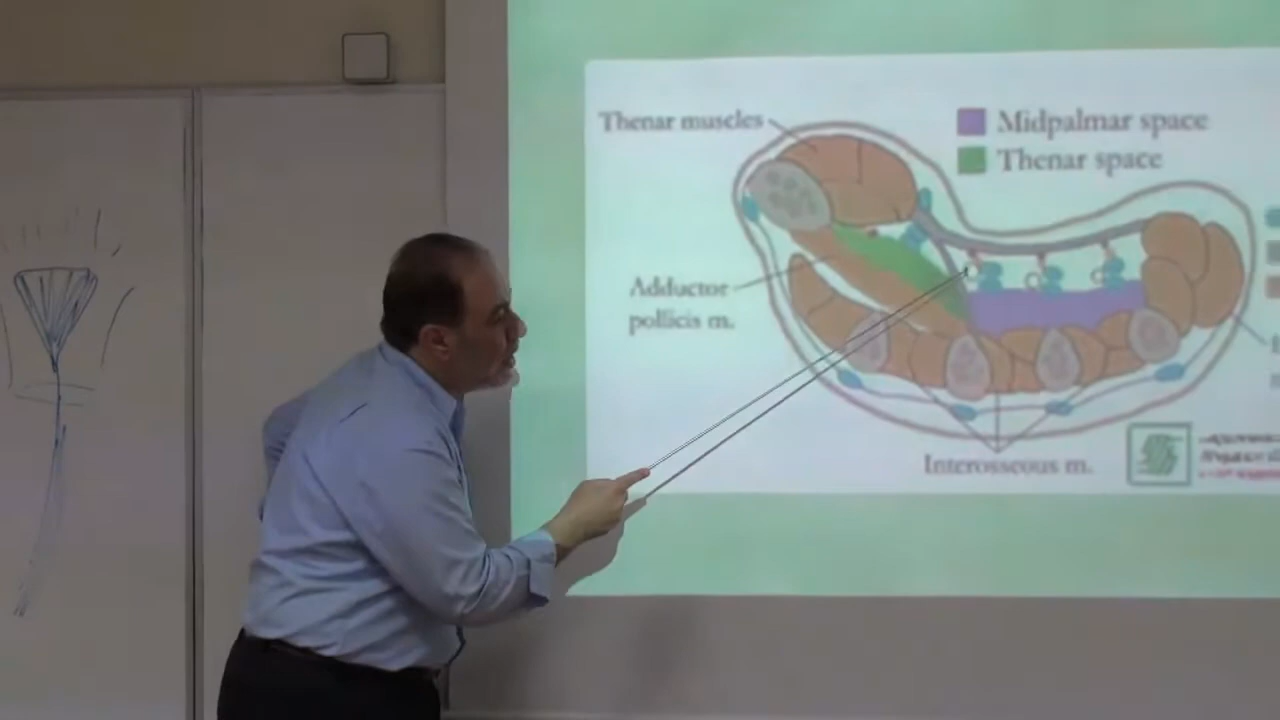 Thenar muscles
Midpalmar space
Thenar space
Adductor
pollicis m.
Interosseous m.